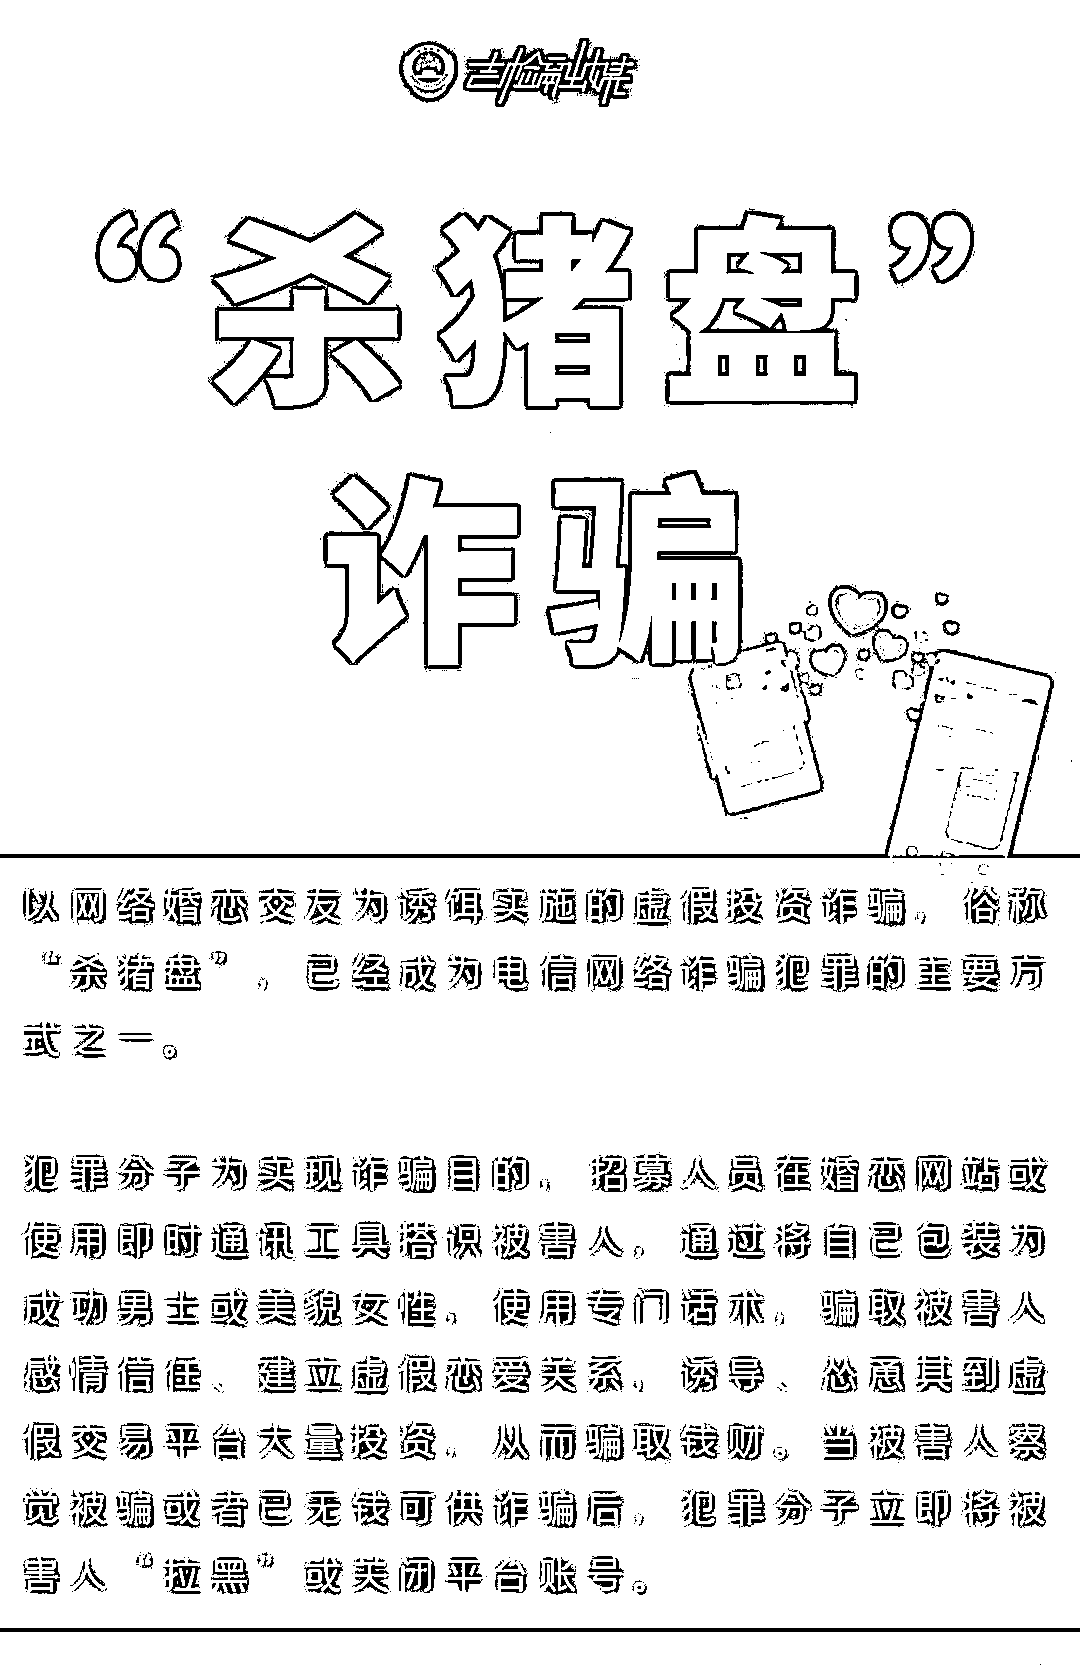 吉检融媒
“杀猪盘”
诈骗
以网络婚恋交友为诱饵实施的虚假投资诈骗，俗称
“杀猪盘”，已经成为电信网络诈骗犯罪的主要方
式之一。
犯罪分子为实现诈骗目的，招募人员在婚恋网站或
使用即时通讯工具搭识被害人，通过将自己包装为
成功男士或美貌女性，使用专门话术，骗取被害人
感情信任、建立虚假恋爱关系，诱导、怂恿其到虚
假交易平台大量投资，从而骗取钱财。当被害人察
觉被骗或者已无钱可供诈骗后，犯罪分子立即将被
害人“拉黑”或关闭平台账号。